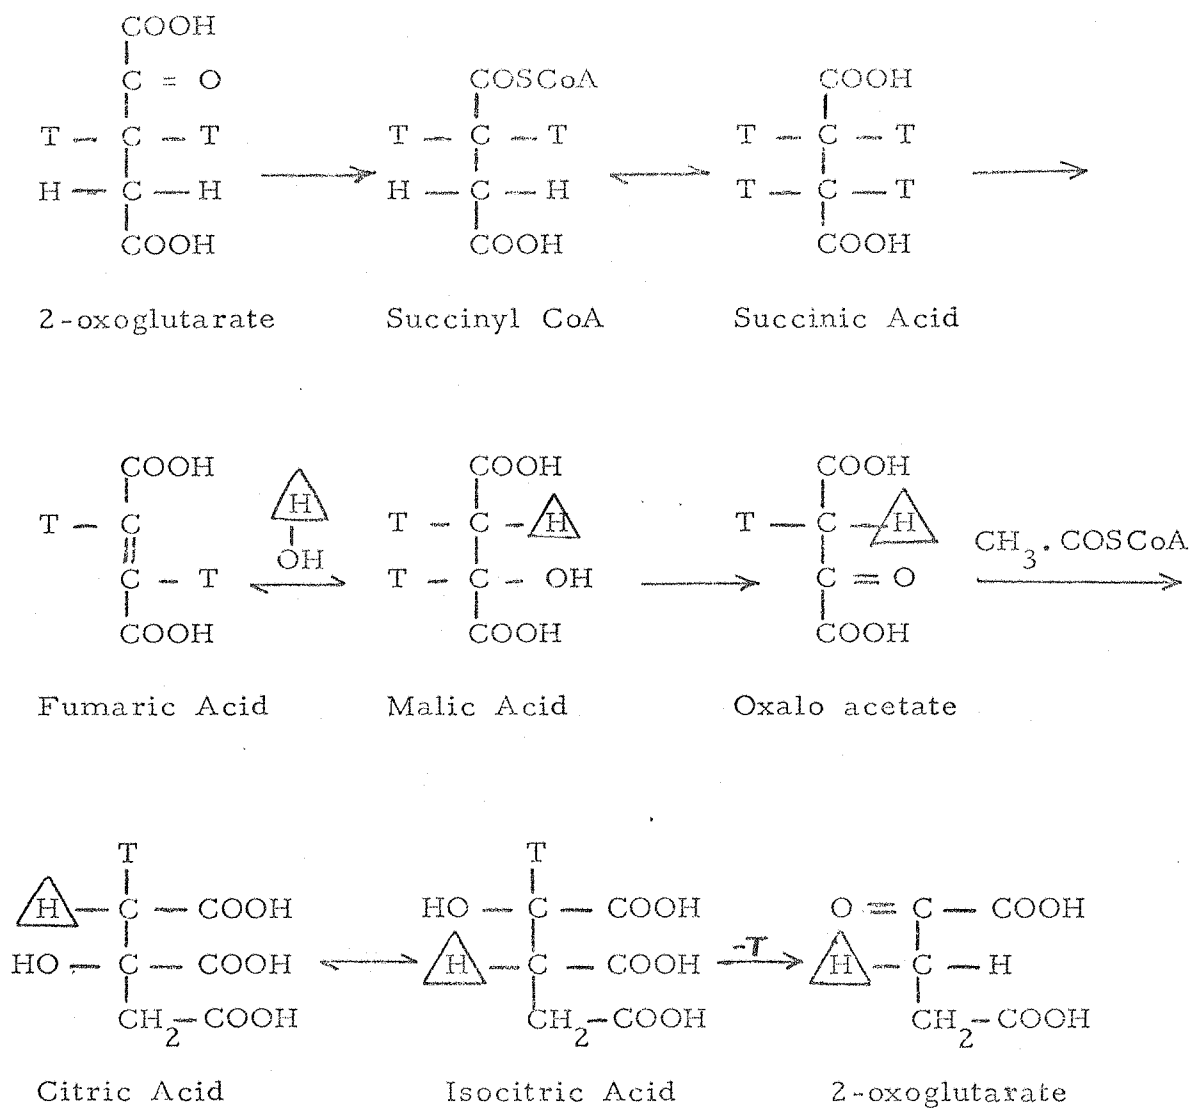 COOH
C = O COSCoA COOH
T - C - T T - C - T T - C - T
H - C - H H - C - H T - C - T
COOH COOH COOH
2-oxoglutarate Succinyl CoA Succinic Acid
COOH COOH COOH
T - C H T - C - H T - C - H CH3.COSCoA
C - T OH T - C - OH C = O
COOH COOH COOH
Fumaric Acid Malic Acid Oxalo acetate
T T
H - C - COOH HO - C - COOH O = C - COOH
HO - C - COOH H - C - COOH -T H - C - H
CH2-COOH CH2-COOH CH2-COOH
Citric Acid Isocitric Acid 2-oxoglutarate